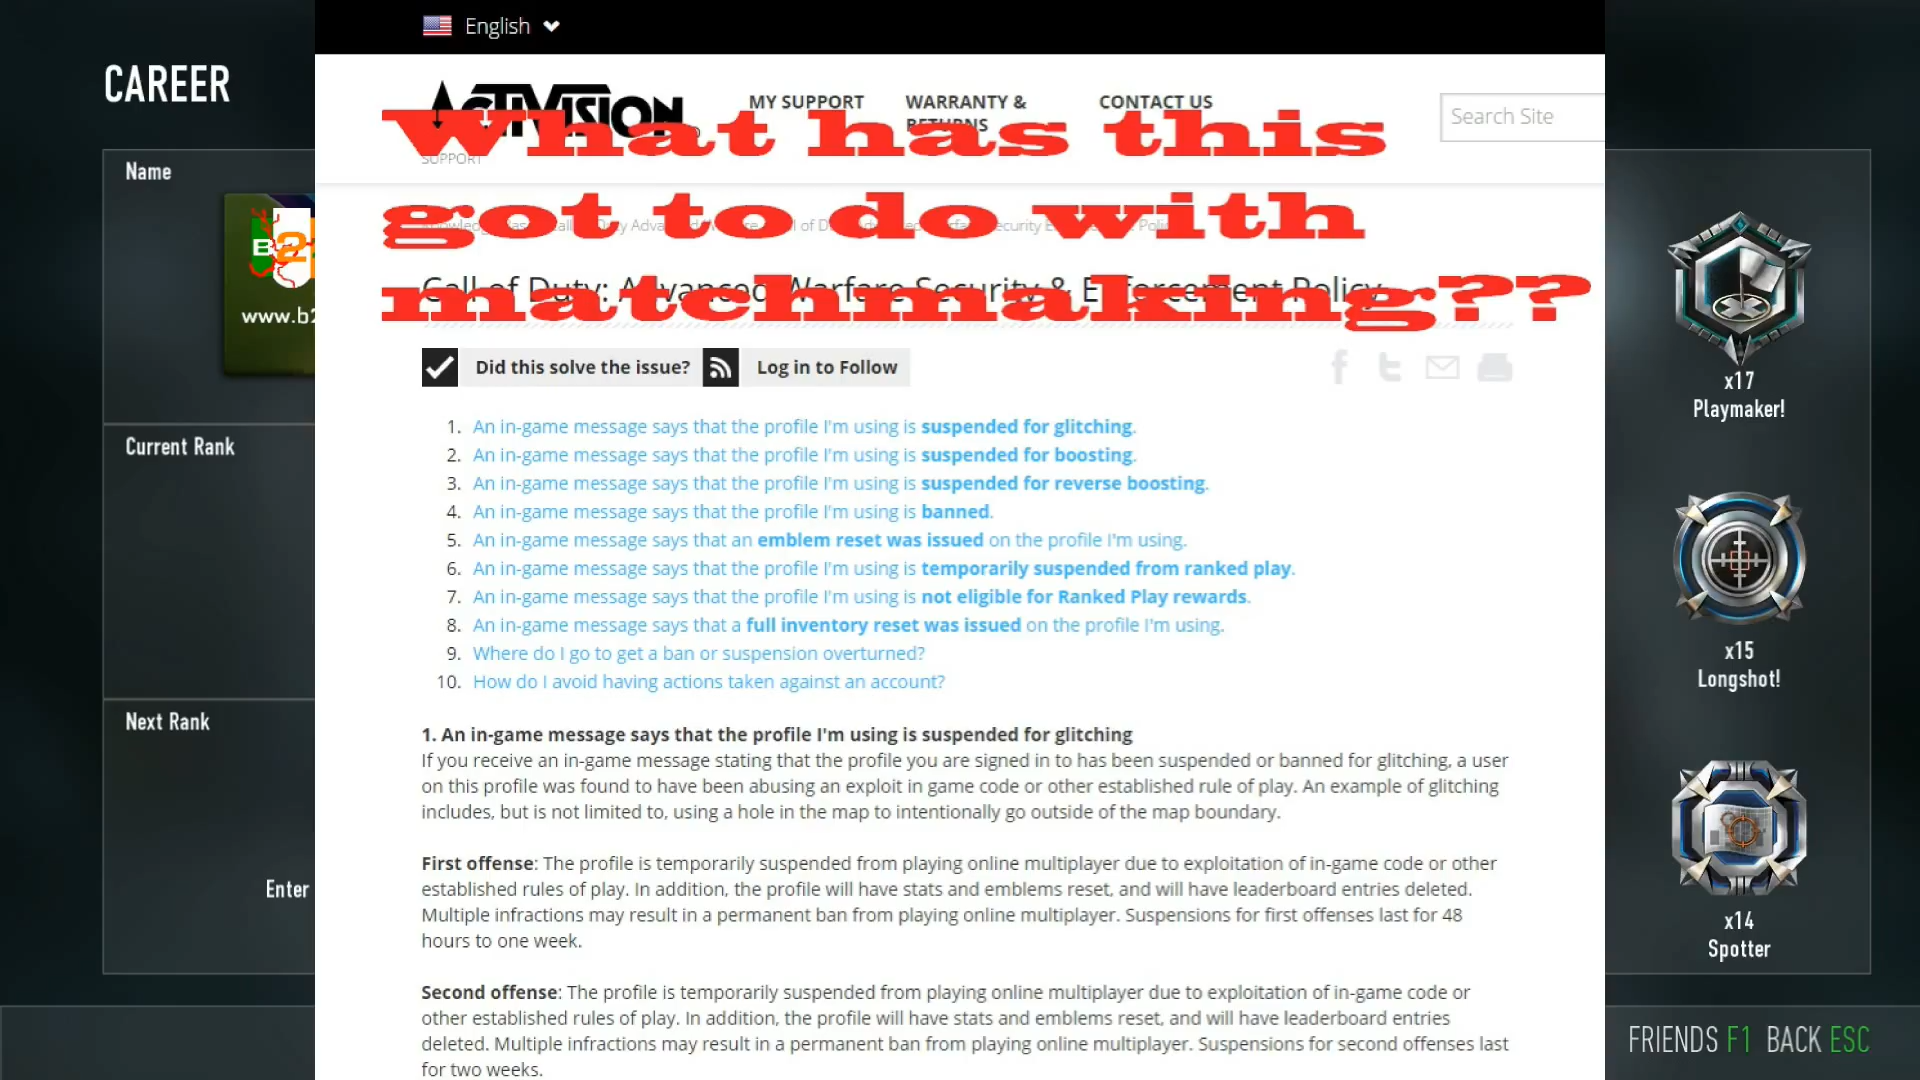 English
CAREER
ACTIVISION
MY SUPPORT
WARRANTY &
RETURNS
CONTACT US
Search Site
SUPPORT
What has this
got to do with
matchmaking??
Name
B2
www.b2
Call of Duty: Advanced Warfare Security & Enforcement Policy
Did this solve the issue?
Log in to Follow
x17
Playmaker!
Current Rank
1. An in-game message says that the profile I'm using is suspended for glitching.
2. An in-game message says that the profile I'm using is suspended for boosting.
3. An in-game message says that the profile I'm using is suspended for reverse boosting.
4. An in-game message says that the profile I'm using is banned.
5. An in-game message says that an emblem reset was issued on the profile I'm using.
6. An in-game message says that the profile I'm using is temporarily suspended from ranked play.
7. An in-game message says that the profile I'm using is not eligible for Ranked Play rewards.
8. An in-game message says that a full inventory reset was issued on the profile I'm using.
9. Where do I go to get a ban or suspension overturned?
10. How do I avoid having actions taken against an account?
x15
Longshot!
Next Rank
1. An in-game message says that the profile I'm using is suspended for glitching
If you receive an in-game message stating that the profile you are signed in to has been suspended or banned for glitching, a user
on this profile was found to have been abusing an exploit in game code or other established rule of play. An example of glitching
includes, but is not limited to, using a hole in the map to intentionally go outside of the map boundary.
First offense: The profile is temporarily suspended from playing online multiplayer due to exploitation of in-game code or other
established rules of play. In addition, the profile will have stats and emblems reset, and will have leaderboard entries deleted.
Multiple infractions may result in a permanent ban from playing online multiplayer. Suspensions for first offenses last for 48
hours to one week.
Enter
x14
Spotter
Second offense: The profile is temporarily suspended from playing online multiplayer due to exploitation of in-game code or
other established rules of play. In addition, the profile will have stats and emblems reset, and will have leaderboard entries
deleted. Multiple infractions may result in a permanent ban from playing online multiplayer. Suspensions for second offenses last
for two weeks.
FRIENDS F1 BACK ESC